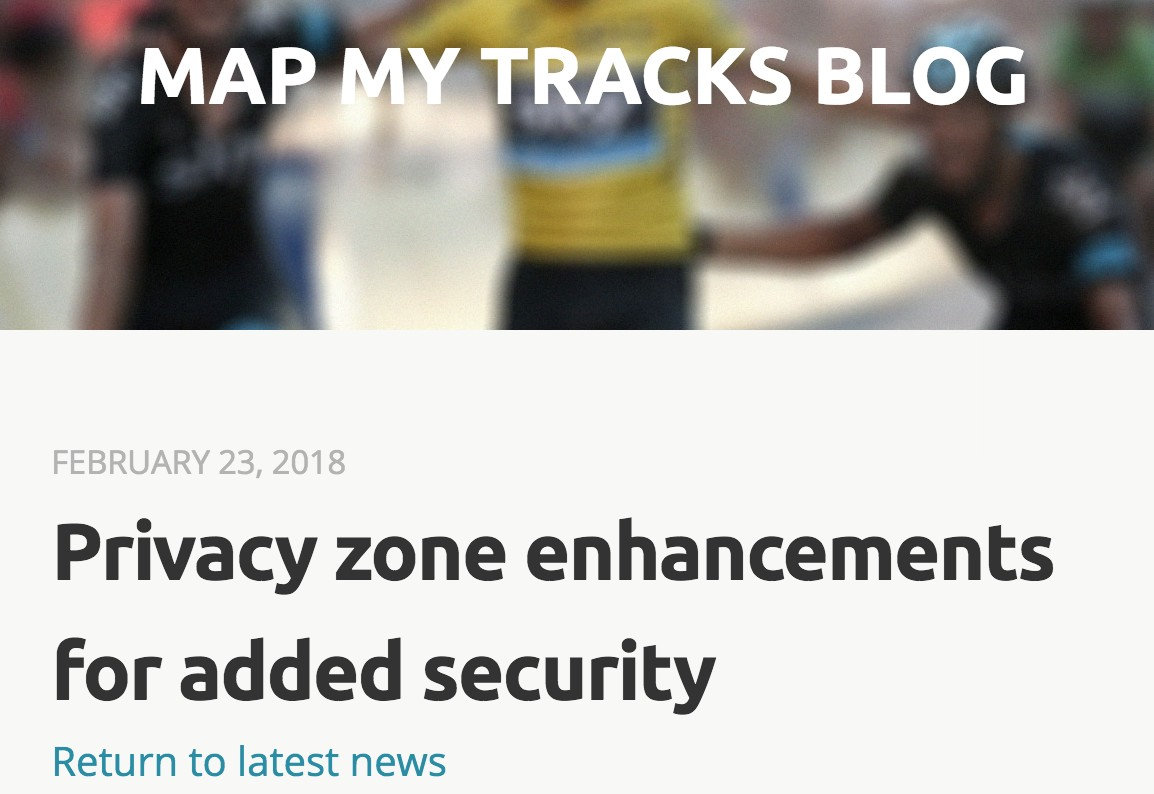 MAP MY TRACKS BLOG
FEBRUARY 23, 2018
Privacy zone enhancements
for added security
Return to latest news